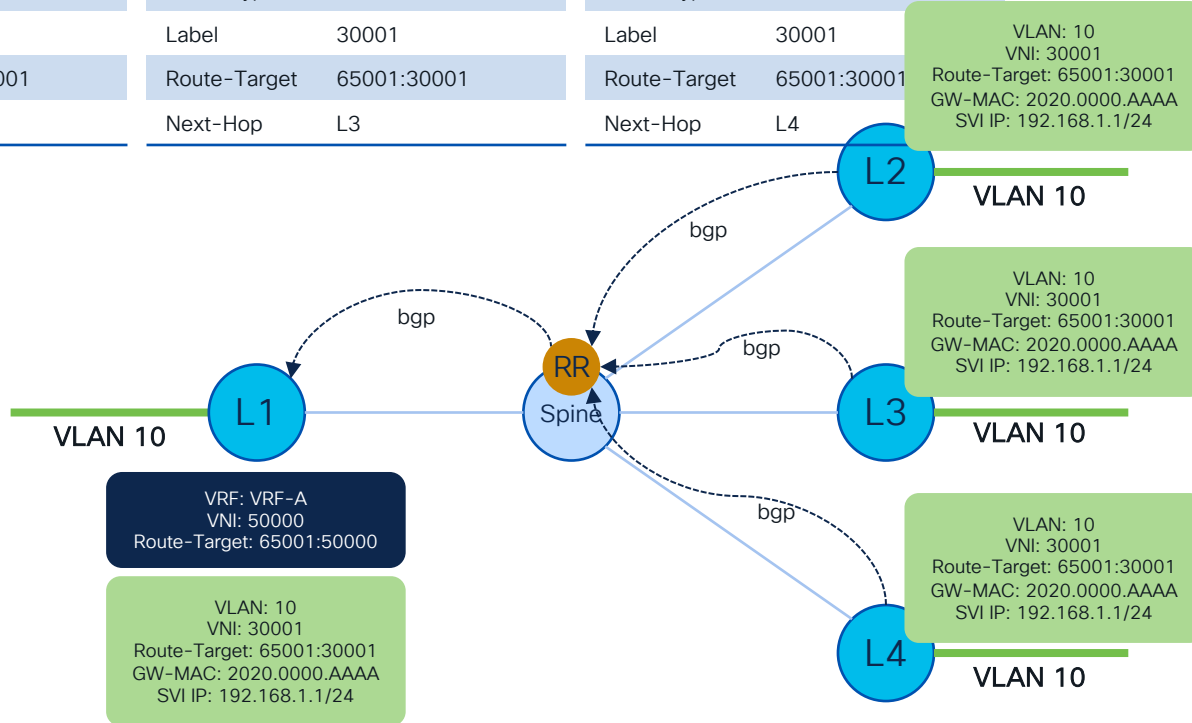 Label 30001
Label 30001
Route-Target 65001:30001
Route-Target 65001:30001
Next-Hop L3
Next-Hop L4
VLAN: 10
VNI: 30001
Route-Target: 65001:30001
GW-MAC: 2020.0000.AAAA
SVI IP: 192.168.1.1/24
L2
VLAN 10
bgp
VLAN: 10
VNI: 30001
Route-Target: 65001:30001
GW-MAC: 2020.0000.AAAA
SVI IP: 192.168.1.1/24
bgp
bgp
RR
L1
Spine
L3
VLAN 10
VLAN 10
VRF: VRF-A
VNI: 50000
Route-Target: 65001:50000
bgp
VLAN: 10
VNI: 30001
Route-Target: 65001:30001
GW-MAC: 2020.0000.AAAA
SVI IP: 192.168.1.1/24
L4
VLAN 10
VLAN: 10
VNI: 30001
Route-Target: 65001:30001
GW-MAC: 2020.0000.AAAA
SVI IP: 192.168.1.1/24